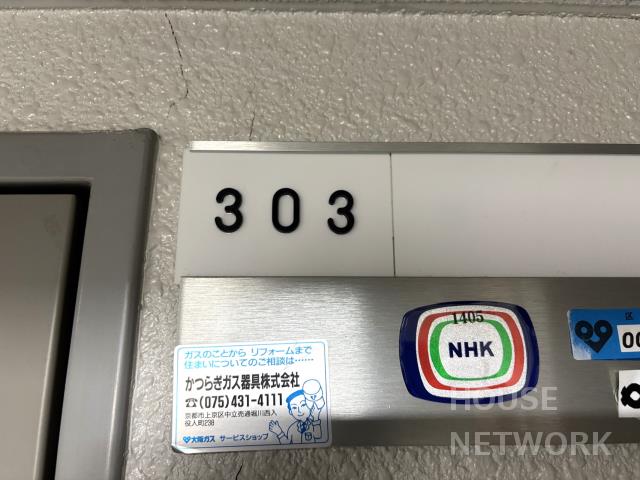 303
1405
NHK
区
00
ガスのことから リフォームまで
住まいについてのご相談は……
かつらぎガス器具株式会社
☎(075)431-4111
京都市上京区中立売通堀川西入
役人町238
大阪ガス サービスショップ
HOUSE
NETWORK